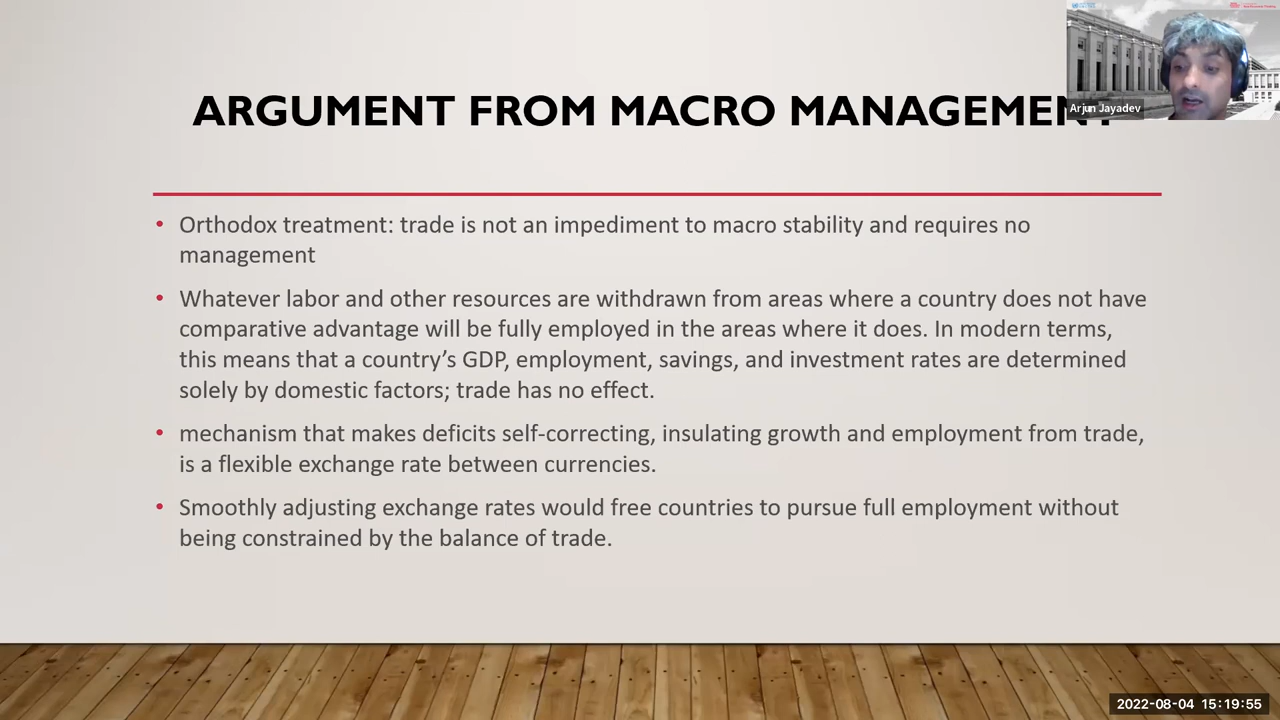 ARGUMENT FROM MACRO MANAGEMENT
Arjun Jayadev
• Orthodox treatment: trade is not an impediment to macro stability and requires no
management
• Whatever labor and other resources are withdrawn from areas where a country does not have
comparative advantage will be fully employed in the areas where it does. In modern terms,
this means that a country’s GDP, employment, savings, and investment rates are determined
solely by domestic factors; trade has no effect.
• mechanism that makes deficits self-correcting, insulating growth and employment from trade,
is a flexible exchange rate between currencies.
• Smoothly adjusting exchange rates would free countries to pursue full employment without
being constrained by the balance of trade.
2022-08-04 15:19:55